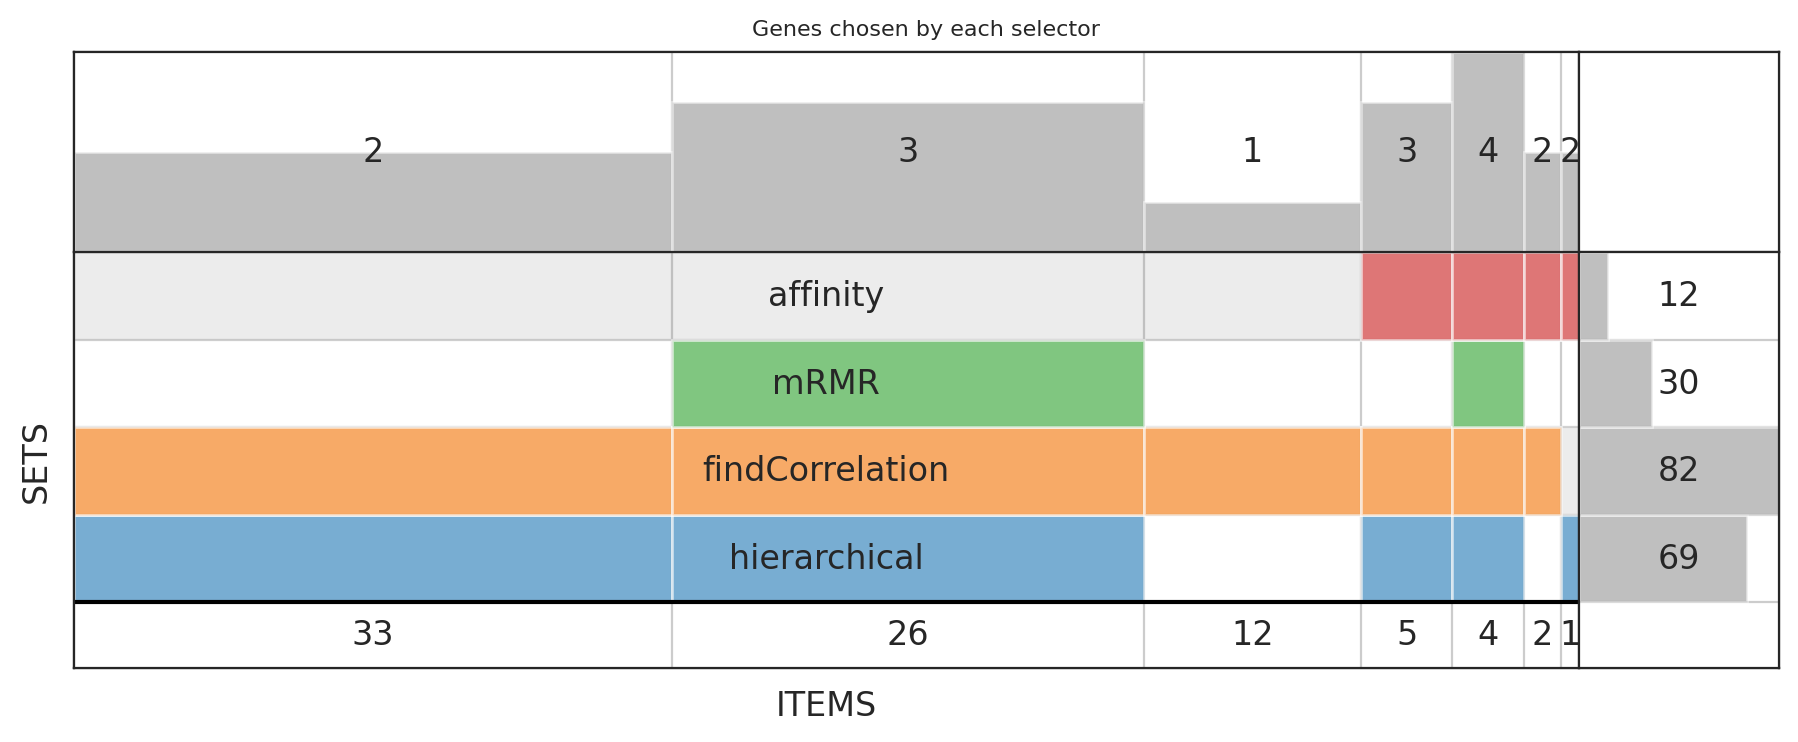 Genes chosen by each selector
2 3 1 3 4 2 2
affinity 12
mRMR 30
findCorrelation 82
hierarchical 69
SETS
33 26 12 5 4 2 1
ITEMS